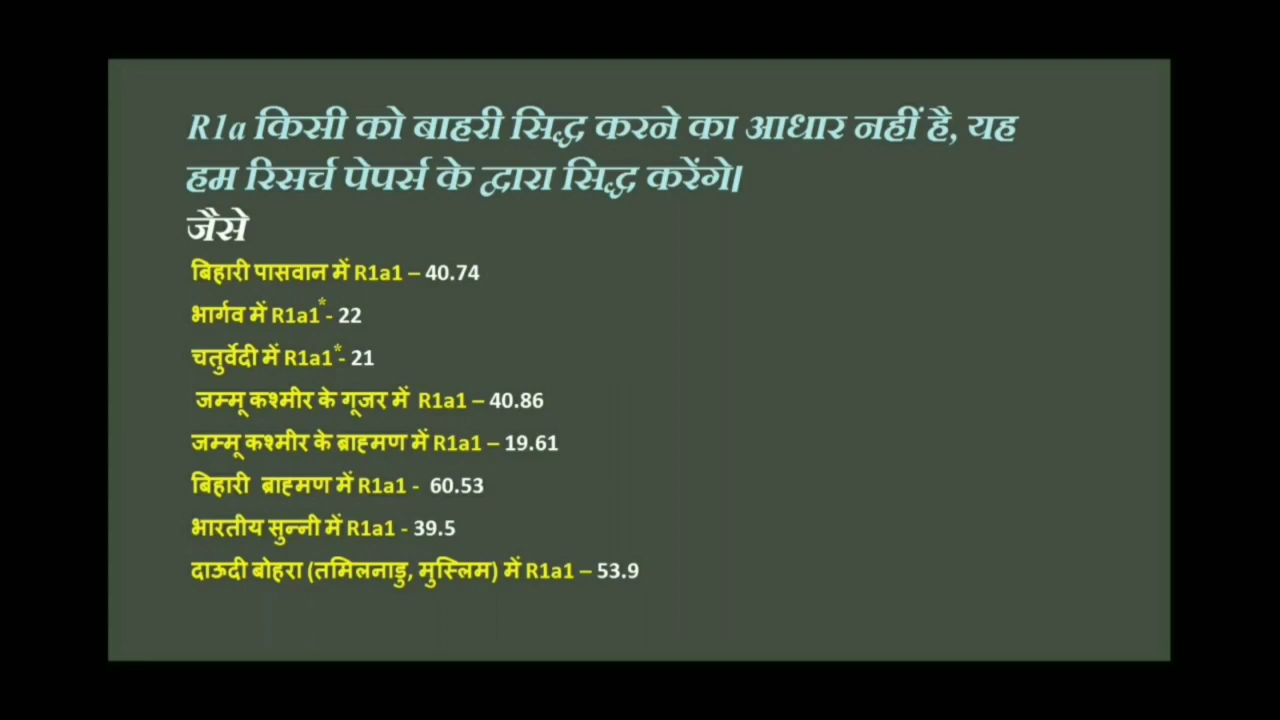 R1a किसी को बाहरी सिद्ध करने का आधार नहीं है, यह
हम रिसर्च पेपर्स के द्वारा सिद्ध करेंगे।
जैसे
बिहारी पासवान में R1a1 – 40.74
भार्गव में R1a1* - 22
चतुर्वेदी में R1a1* - 21
जम्मू कश्मीर के गूजर में R1a1 – 40.86
जम्मू कश्मीर के ब्राह्मण में R1a1 – 19.61
बिहारी ब्राह्मण में R1a1 - 60.53
भारतीय सुन्नी में R1a1 - 39.5
दाऊदी बोहरा (तमिलनाडु, मुस्लिम) में R1a1 – 53.9